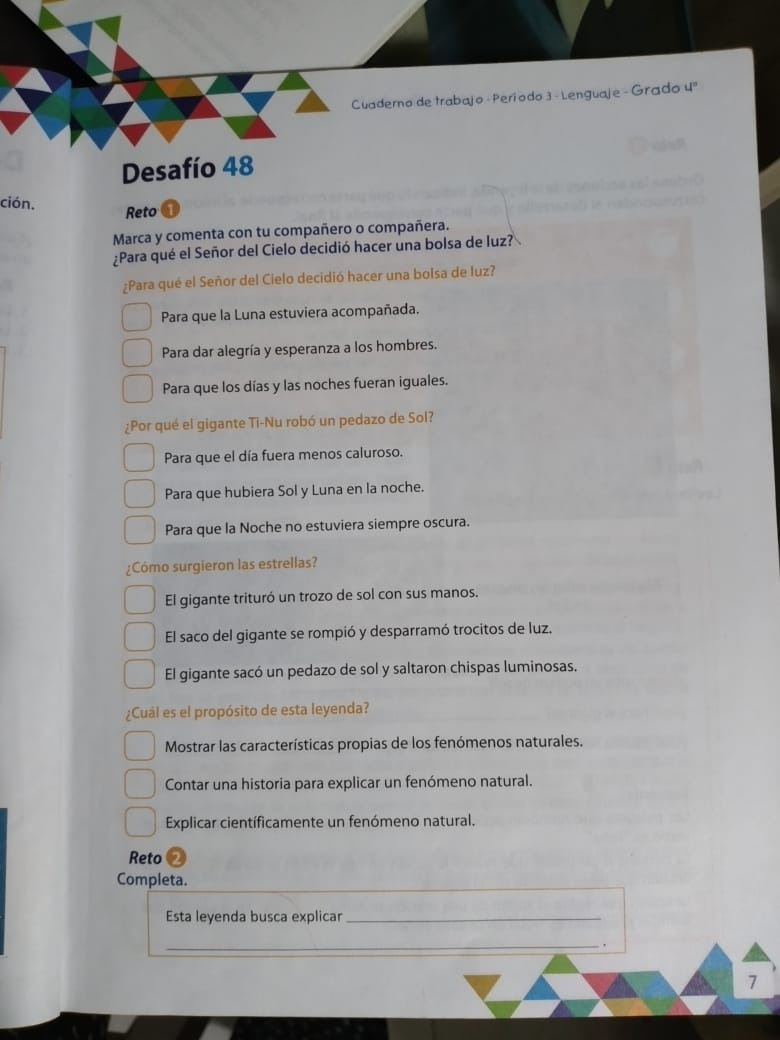 Cuaderno de trabajo - Periodo 3 - Lenguaje - Grado 4°
Desafío 48
ción.
Reto 1
Marca y comenta con tu compañero o compañera.
¿Para qué el Señor del Cielo decidió hacer una bolsa de luz?
¿Para qué el Señor del Cielo decidió hacer una bolsa de luz?
Para que la Luna estuviera acompañada.
Para dar alegría y esperanza a los hombres.
Para que los días y las noches fueran iguales.
¿Por qué el gigante Ti-Nu robó un pedazo de Sol?
Para que el día fuera menos caluroso.
Para que hubiera Sol y Luna en la noche.
Para que la Noche no estuviera siempre oscura.
¿Cómo surgieron las estrellas?
El gigante trituró un trozo de sol con sus manos.
El saco del gigante se rompió y desparramó trocitos de luz.
El gigante sacó un pedazo de sol y saltaron chispas luminosas.
¿Cuál es el propósito de esta leyenda?
Mostrar las características propias de los fenómenos naturales.
Contar una historia para explicar un fenómeno natural.
Explicar científicamente un fenómeno natural.
Reto 2
Completa.
Esta leyenda busca explicar ______________________________
______________________________.
7